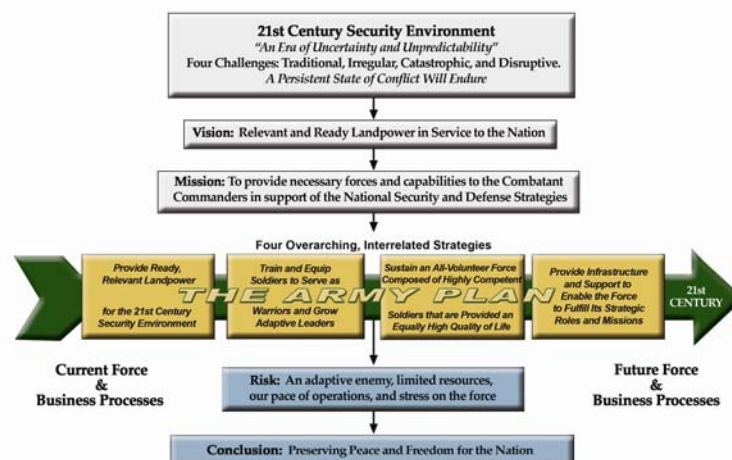 21st Century Security Environment
"An Era of Uncertainty and Unpredictability"
Four Challenges: Traditional, Irregular, Catastrophic, and Disruptive.
A Persistent State of Conflict Will Endure
Vision: Relevant and Ready Landpower in Service to the Nation
Mission: To provide necessary forces and capabilities to the Combatant
Commanders in support of the National Security and Defense Strategies
Four Overarching, Interrelated Strategies
Provide Ready,
Relevant Landpower
for the 21st Century
Security Environment
Train and Equip
Soldiers to Serve as
Warriors and Grow
Adaptive Leaders
Sustain an All-Volunteer Force
Composed of Highly Competent
Soldiers that are Provided an
Equally High Quality of Life
Provide Infrastructure
and Support to
Enable the Force
to Fulfill Its Strategic
Roles and Missions
THE ARMY PLAN
21st
CENTURY
Current Force
&
Business Processes
Future Force
&
Business Processes
Risk: An adaptive enemy, limited resources,
our pace of operations, and stress on the force
Conclusion: Preserving Peace and Freedom for the Nation